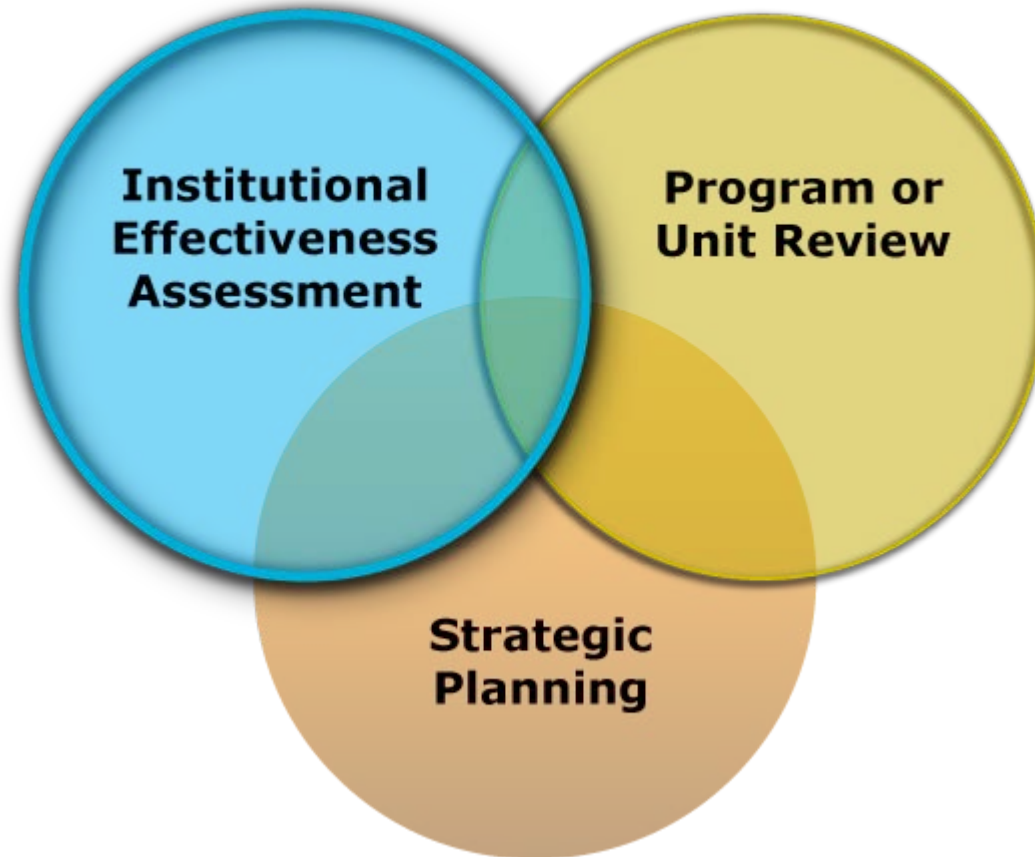 Institutional
Effectiveness
Assessment
Program or
Unit Review
Strategic
Planning